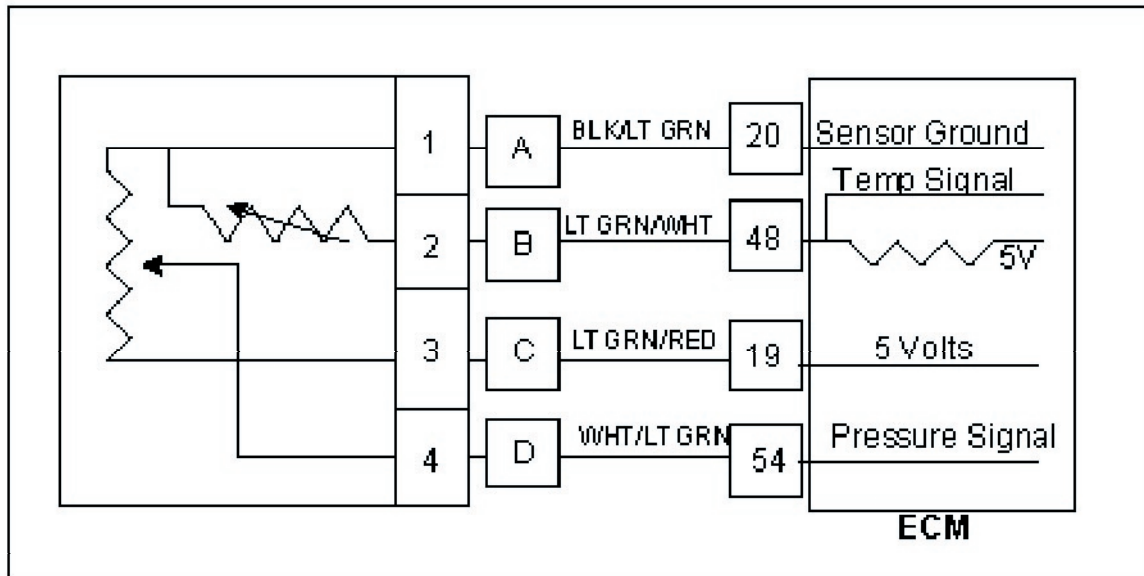 1 A BLK/LT GRN 20 Sensor Ground
Temp Signal
2 B LT GRN/WHT 48
5V
3 C LT GRN/RED 19 5 Volts
4 D WHT/LT GRN 54 Pressure Signal
ECM